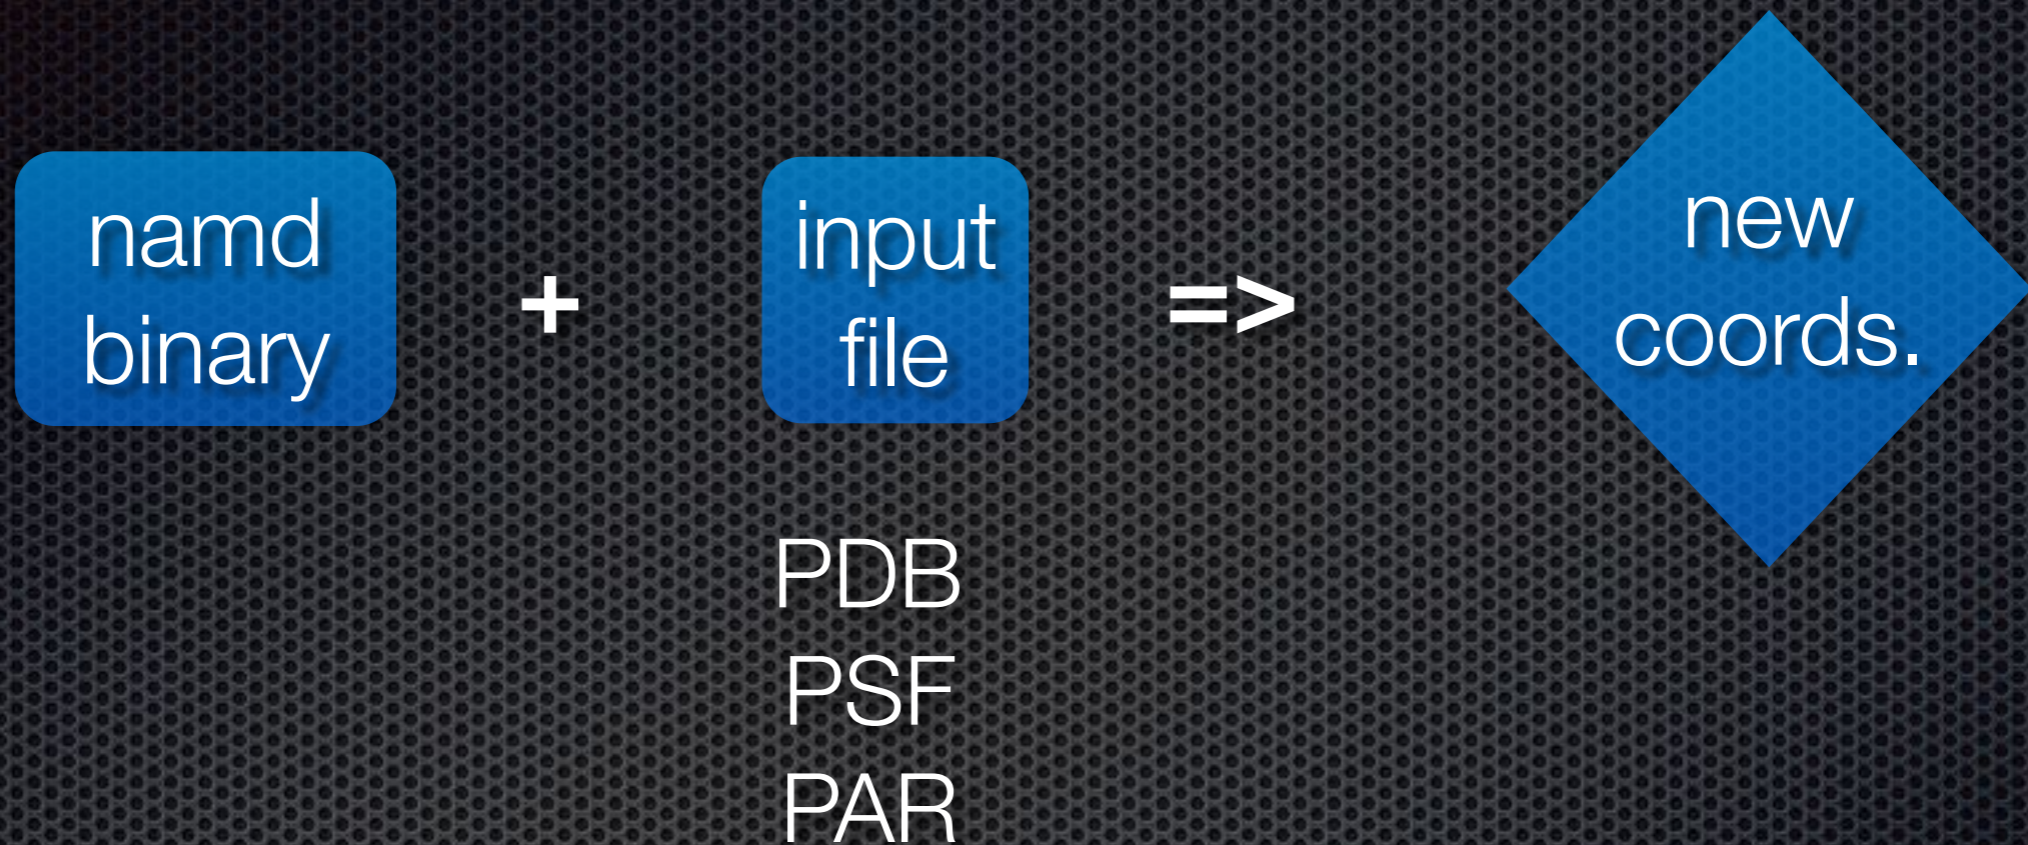 namd
binary
+
input
file
=>
new
coords.
PDB
PSF
PAR